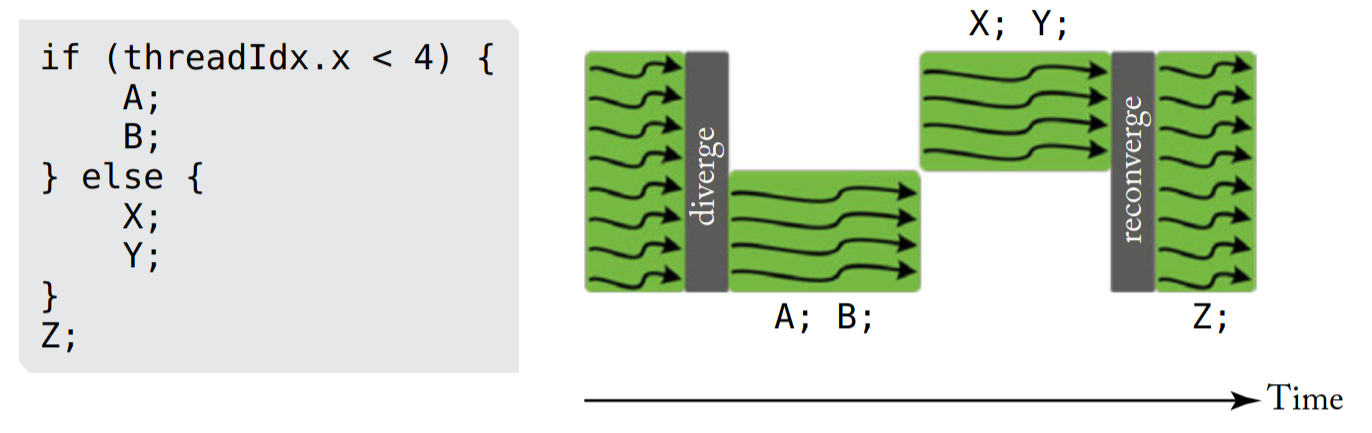 if (threadIdx.x < 4) {
    A;
    B;
} else {
    X;
    Y;
}
Z;
X; Y;
diverge
reconverge
A; B;
Z;
Time